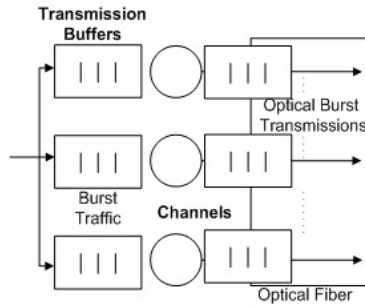 Transmission
Buffers
Optical Burst
Transmissions
Burst
Traffic
Channels
Optical Fiber